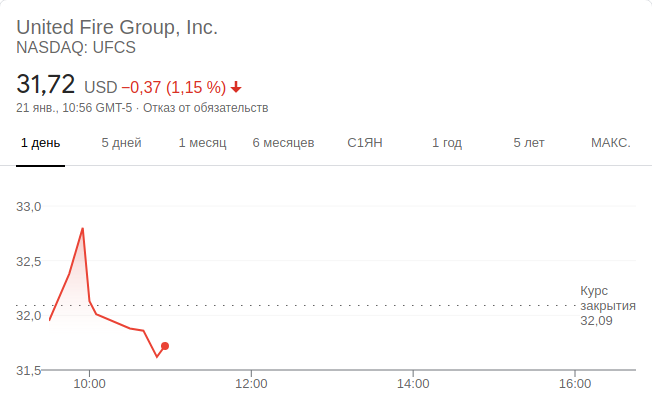 United Fire Group, Inc.
NASDAQ: UFCS
31,72 USD −0,37 (1,15 %)
21 янв., 10:56 GMT-5 · Отказ от обязательств
1 день 5 дней 1 месяц 6 месяцев С1ЯН 1 год 5 лет МАКС.
33,0
32,5
Курс
закрытия
32,09
32,0
31,5
10:00 12:00 14:00 16:00